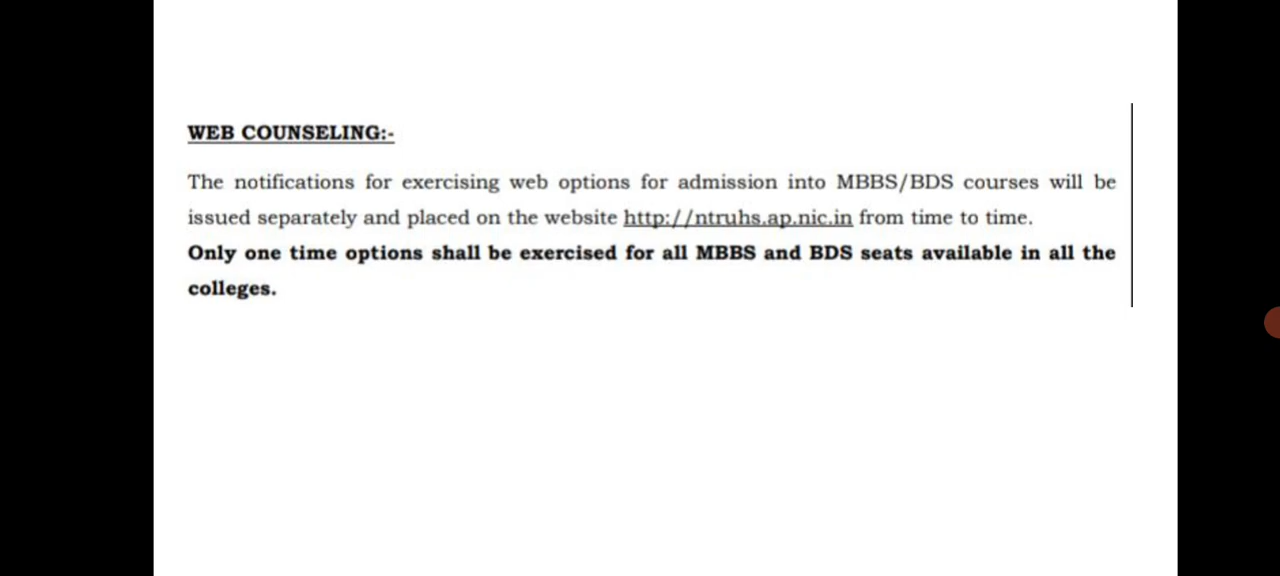 WEB COUNSELING:-
The notifications for exercising web options for admission into MBBS/BDS courses will be
issued separately and placed on the website http://ntruhs.ap.nic.in from time to time.
Only one time options shall be exercised for all MBBS and BDS seats available in all the
colleges.